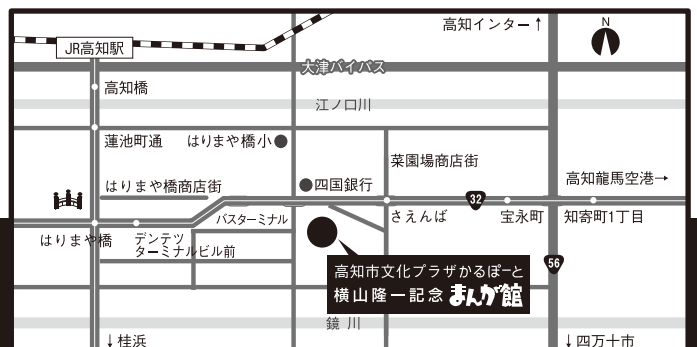 高知インター↑
N
JR高知駅
大津バイパス
高知橋
江ノ口川
蓮池町通
はりまや橋小
菜園場商店街
はりまや橋商店街
四国銀行
高知龍馬空港→
32
バスターミナル
さえんば
宝永町
知寄町1丁目
はりまや橋
デンテツ
ターミナルビル前
56
高知市文化プラザかるぽーと
横山隆一記念 まんが館
鏡川
↓桂浜
↓四万十市